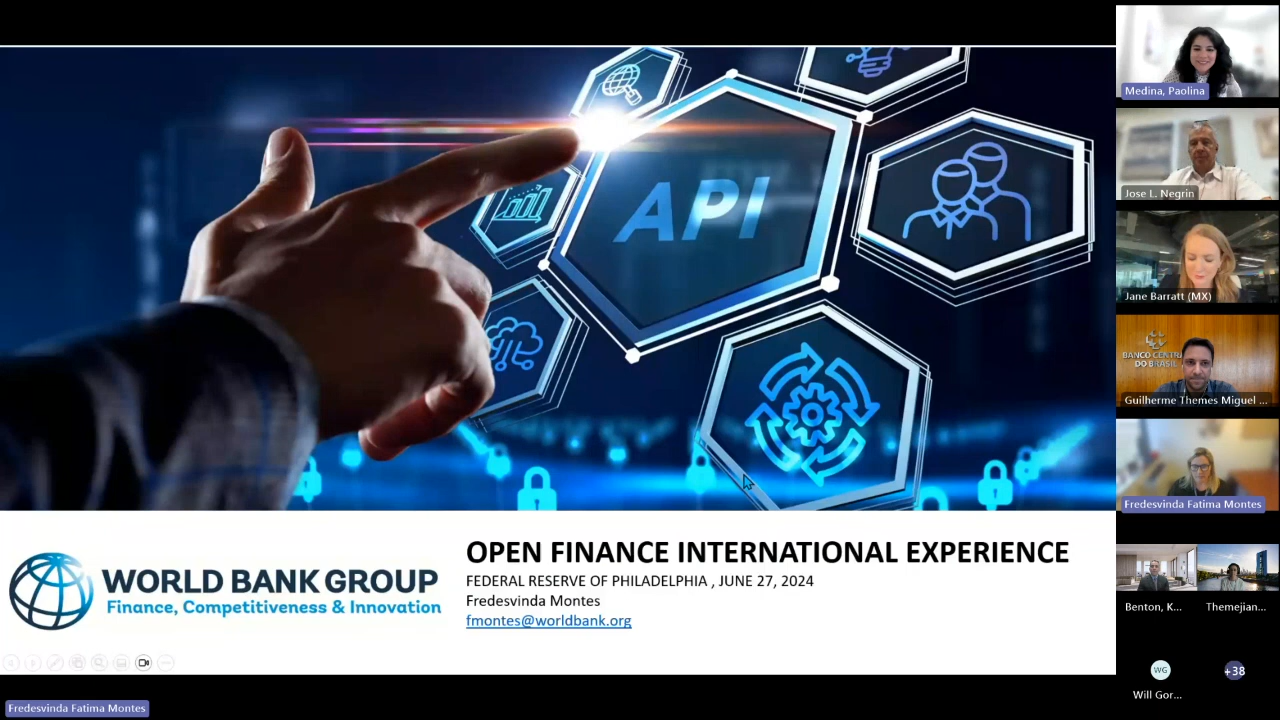 API
WORLD BANK GROUP
Finance, Competitiveness & Innovation
OPEN FINANCE INTERNATIONAL EXPERIENCE
FEDERAL RESERVE OF PHILADELPHIA , JUNE 27, 2024
Fredesvinda Montes
fmontes@worldbank.org
Fredesvinda Fatima Montes
Medina, Paolina
Jose L. Negrin
Jane Barratt (MX)
BANCO CENTR
DO BRASIL
Guilherme Themes Miguel ...
Fredesvinda Fatima Montes
Benton, K... Themejian...
WG +38
Will Gor...